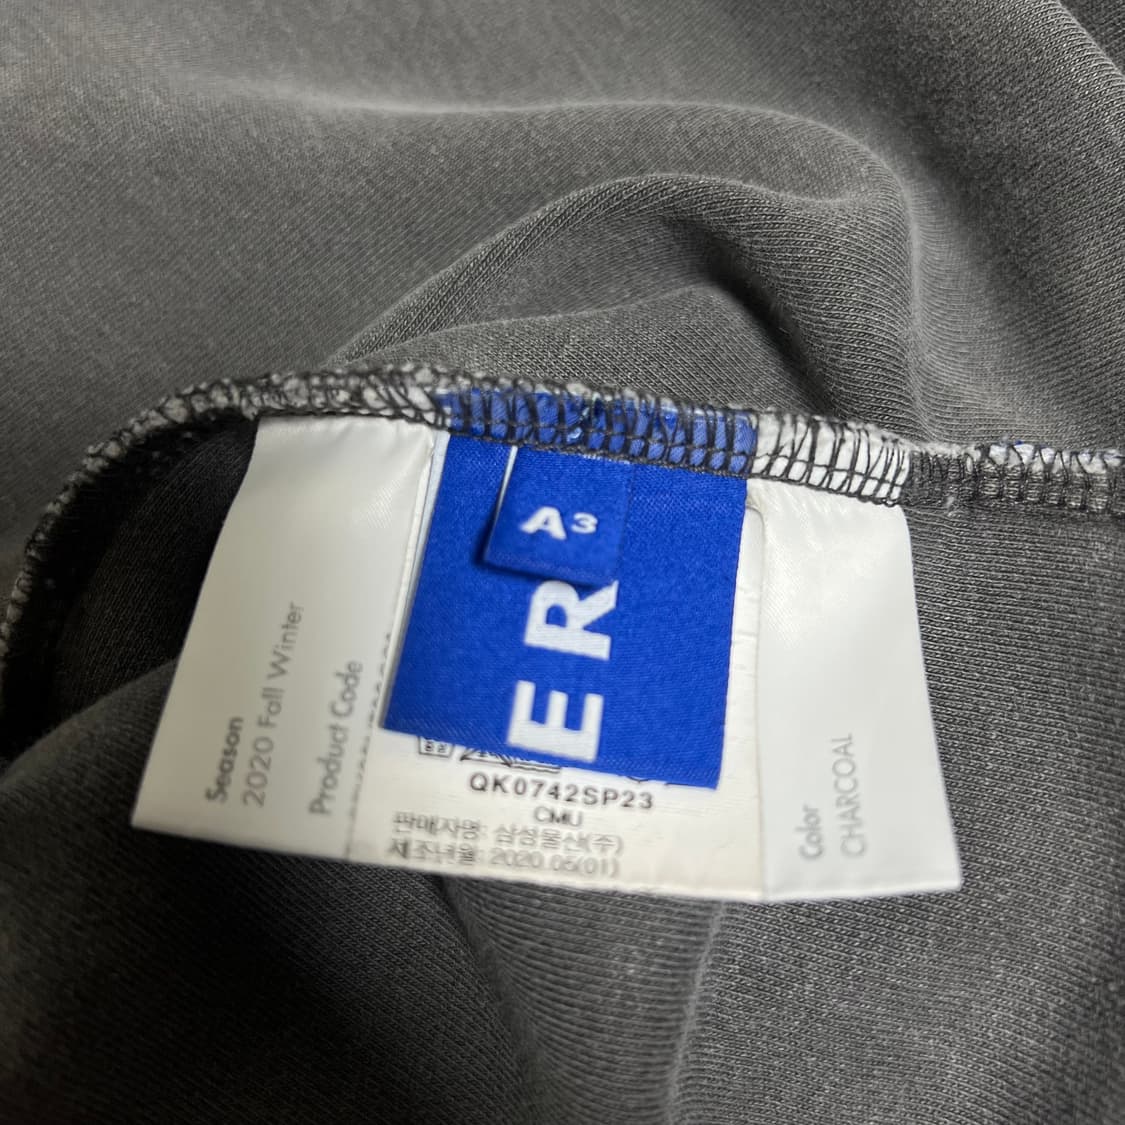 Season
2020 Fall Winter
Product Code
A3
ER
QK0742SP23
CMU
판매자명: 삼성물산(주)
제조년월: 2020.06(01)
Color
CHARCOAL